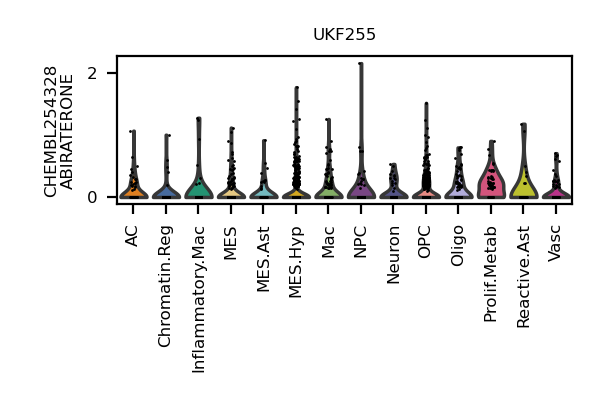 UKF255
CHEMBL254328
ABIRATERONE
2
0
AC
Chromatin.Reg
Inflammatory.Mac
MES
MES.Ast
MES.Hyp
Mac
NPC
Neuron
OPC
Oligo
Prolif.Metab
Reactive.Ast
Vasc